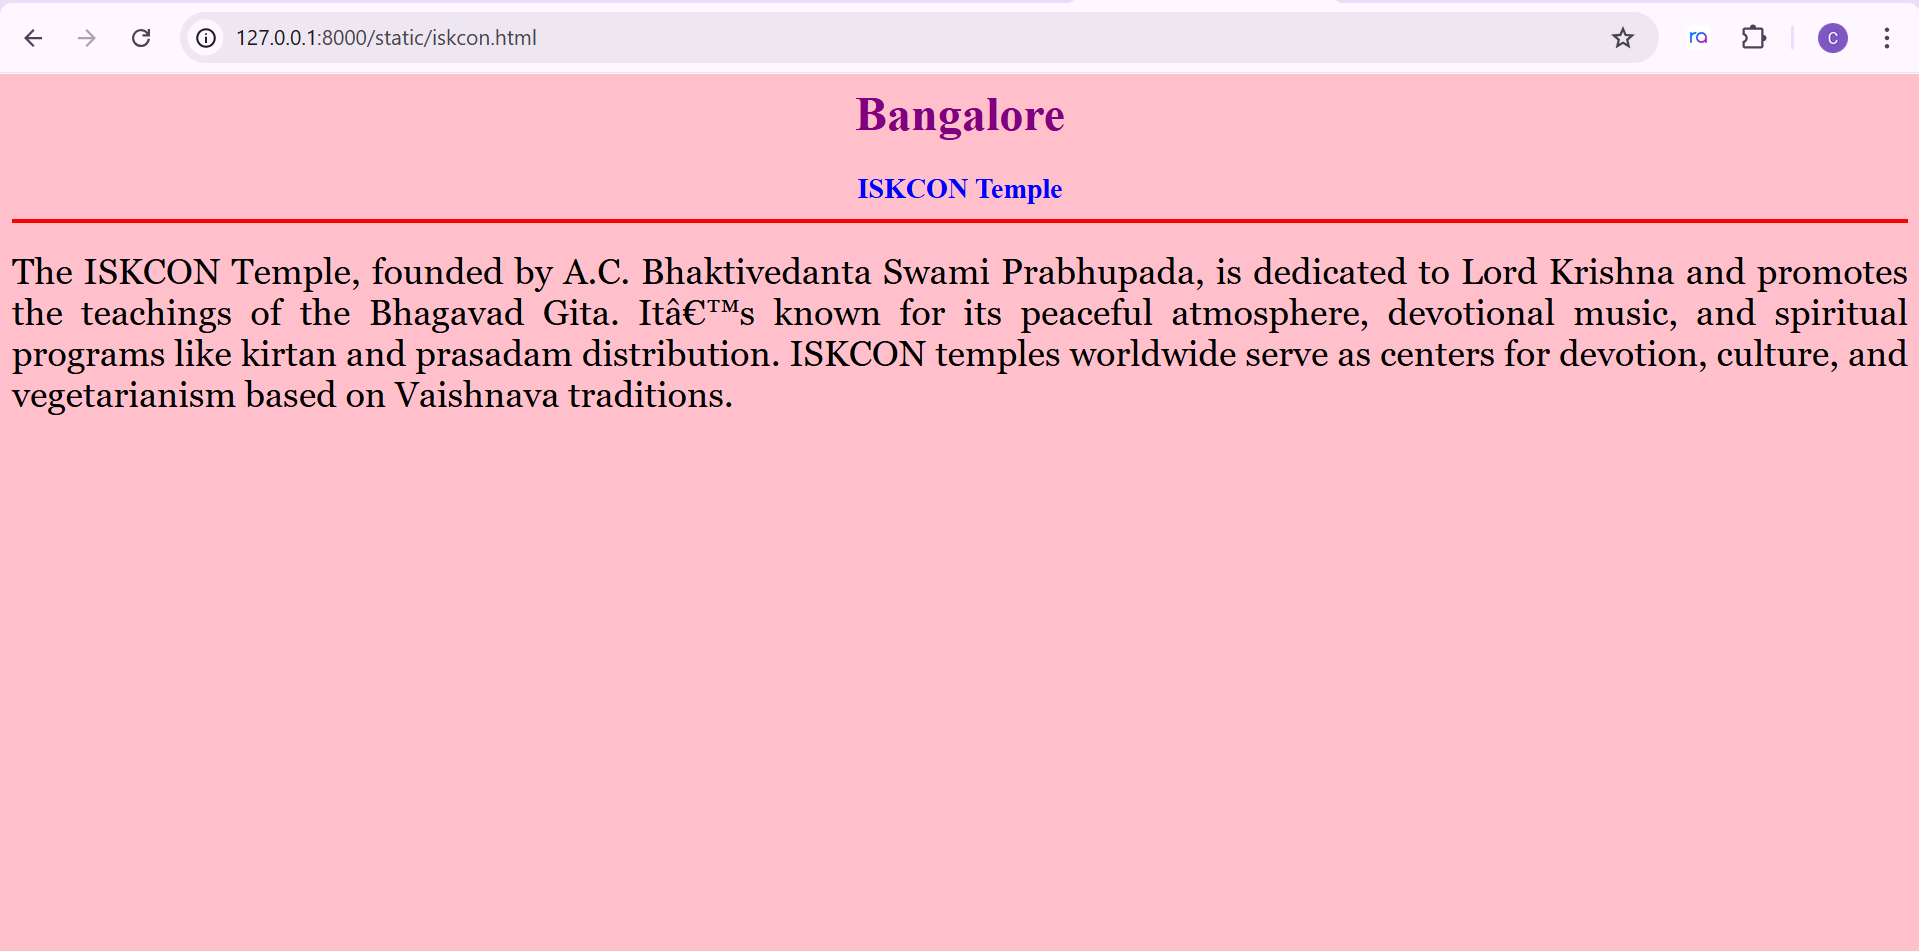 127.0.0.1:8000/static/iskcon.html
ra
C
Bangalore
ISKCON Temple
The ISKCON Temple, founded by A.C. Bhaktivedanta Swami Prabhupada, is dedicated to Lord Krishna and promotes
the teachings of the Bhagavad Gita. Itâ€™s known for its peaceful atmosphere, devotional music, and spiritual
programs like kirtan and prasadam distribution. ISKCON temples worldwide serve as centers for devotion, culture, and
vegetarianism based on Vaishnava traditions.